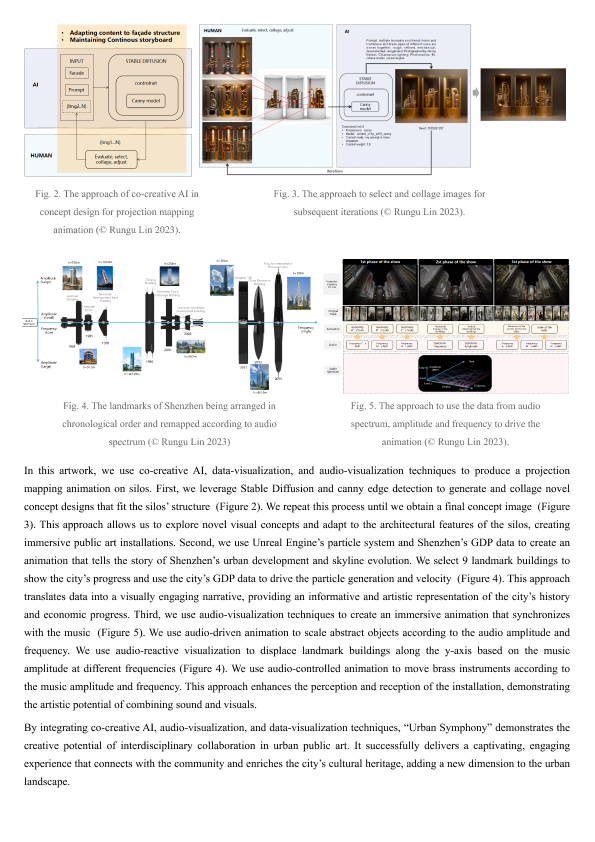 • Adapting content to façade structure
• Maintaining Continous storyboard
AI
INPUT
Facade
Prompt
(Img1..N)
STABLE DIFFUSION
controlnet
Canny model
HUMAN
(Img1..N)
Evaluate, select,
collage, adjust
HUMAN
Evaluate, select, collage, adjust
AI
STABLE
DIFFUSION
controlnet
Canny model
Iterations
Fig. 2. The approach of co-creative AI in
concept design for projection mapping
animation (© Rungu Lin 2023).
Fig. 3. The approach to select and collage images for
subsequent iterations (© Rungu Lin 2023).
Amplitude
(Large)
Amplitude
(Small)
Frequency
(Low)
Amplitude
(Large)
Frequency
(High)
1st phase of the show
2nd phase of the show
3rd phase of the show
Animation
Audio
Fig. 4. The landmarks of Shenzhen being arranged in
chronological order and remapped according to audio
spectrum (© Rungu Lin 2023)
Fig. 5. The approach to use the data from audio
spectrum, amplitude and frequency to drive the
animation (© Rungu Lin 2023).
In this artwork, we use co-creative AI, data-visualization, and audio-visualization techniques to produce a projection
mapping animation on silos. First, we leverage Stable Diffusion and canny edge detection to generate and collage novel
concept designs that fit the silos’ structure (Figure 2). We repeat this process until we obtain a final concept image (Figure
3). This approach allows us to explore novel visual concepts and adapt to the architectural features of the silos, creating
immersive public art installations. Second, we use Unreal Engine’s particle system and Shenzhen’s GDP data to create an
animation that tells the story of Shenzhen’s urban development and skyline evolution. We select 9 landmark buildings to
show the city’s progress and use the city’s GDP data to drive the particle generation and velocity (Figure 4). This approach
translates data into a visually engaging narrative, providing an informative and artistic representation of the city’s history
and economic progress. Third, we use audio-visualization techniques to create an immersive animation that synchronizes
with the music (Figure 5). We use audio-driven animation to scale abstract objects according to the audio amplitude and
frequency. We use audio-reactive visualization to displace landmark buildings along the y-axis based on the music
amplitude at different frequencies (Figure 4). We use audio-controlled animation to move brass instruments according to
the music amplitude and frequency. This approach enhances the perception and reception of the installation, demonstrating
the artistic potential of combining sound and visuals.
By integrating co-creative AI, audio-visualization, and data-visualization techniques, “Urban Symphony” demonstrates the
creative potential of interdisciplinary collaboration in urban public art. It successfully delivers a captivating, engaging
experience that connects with the community and enriches the city’s cultural heritage, adding a new dimension to the urban
landscape.